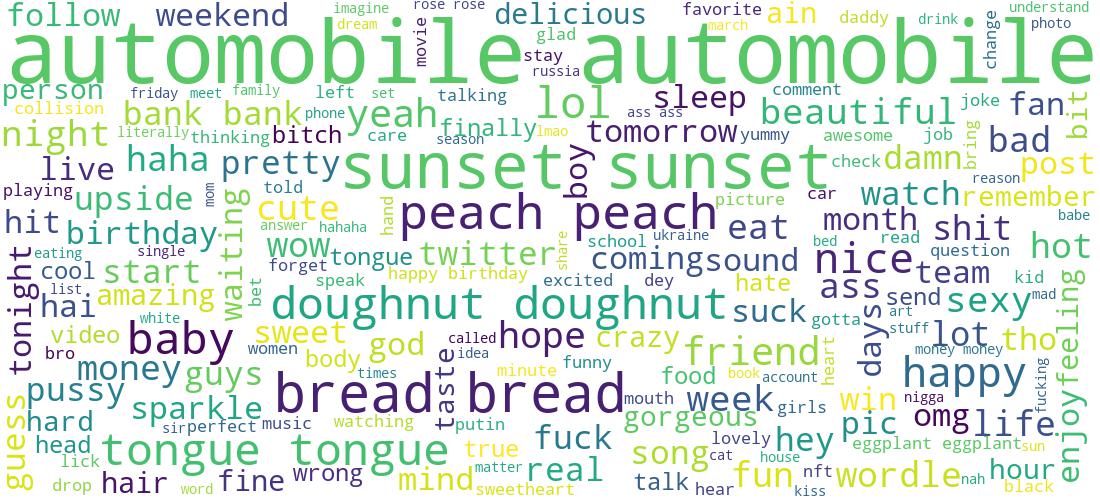 follow weekend imagine dream rose rose movie delicious glad favorite march ain daddy drink change understand photo
automobile automobile
stay russia
person friday meet family left set talking lol sleep comment beautiful joke fan bit
collision bank bank phone yeah ass ass
night literally thinking bitch care finally season lmao tomorrow yummy awesome job bring bad
live haha pretty sunset sunset boy check damn post
playing upside mom told cute hand picture car watch reason remember
hit birthday waiting answer hahaha peach peach eat month read shit babe
tonight eating single wow tongue twitter share school ukraine coming sound bed nice question hot
cool start forget happy birthday excited dey hate ass team kid
list hai amazing bet speak doughnut doughnut suck gotta days send art sexy mad
video white baby women sweet god called hope crazy friend heart stuff lot tho enjoy feeling
bro money guys body times taste idea minute funny food book account money money happy
pussy sparkle bread bread mouth week girls win nigga fucking
guess hard sir perfect music watching putin gorgeous pic omg life
head tongue tongue true fuck song lovely cat hey eggplant eggplant sun
lick hair fine wrong mind matter real house fun nft wordle nah hour
drop word sweetheart talk hear kiss black